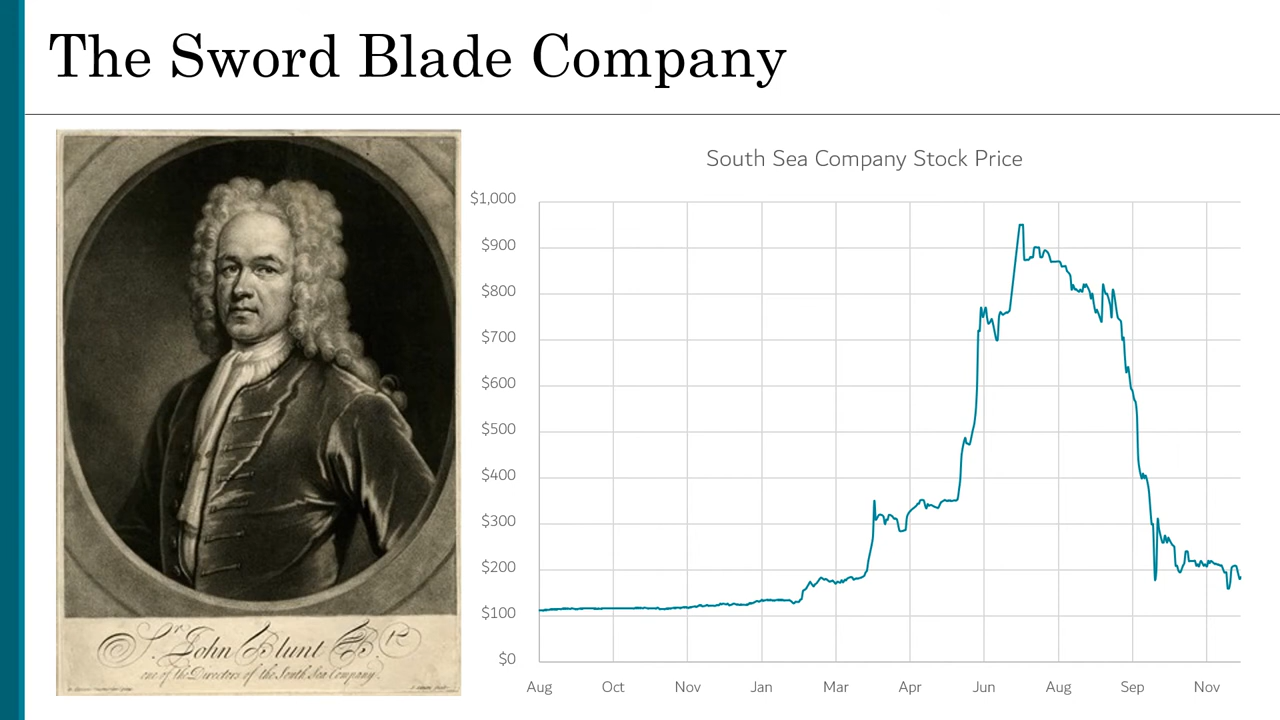 The Sword Blade Company
Sr. John Blunt Bt
one of the Directors of the South Sea Company.
South Sea Company Stock Price
$1,000
$900
$800
$700
$600
$500
$400
$300
$200
$100
$0
Aug Oct Nov Jan Mar Apr Jun Aug Sep Nov